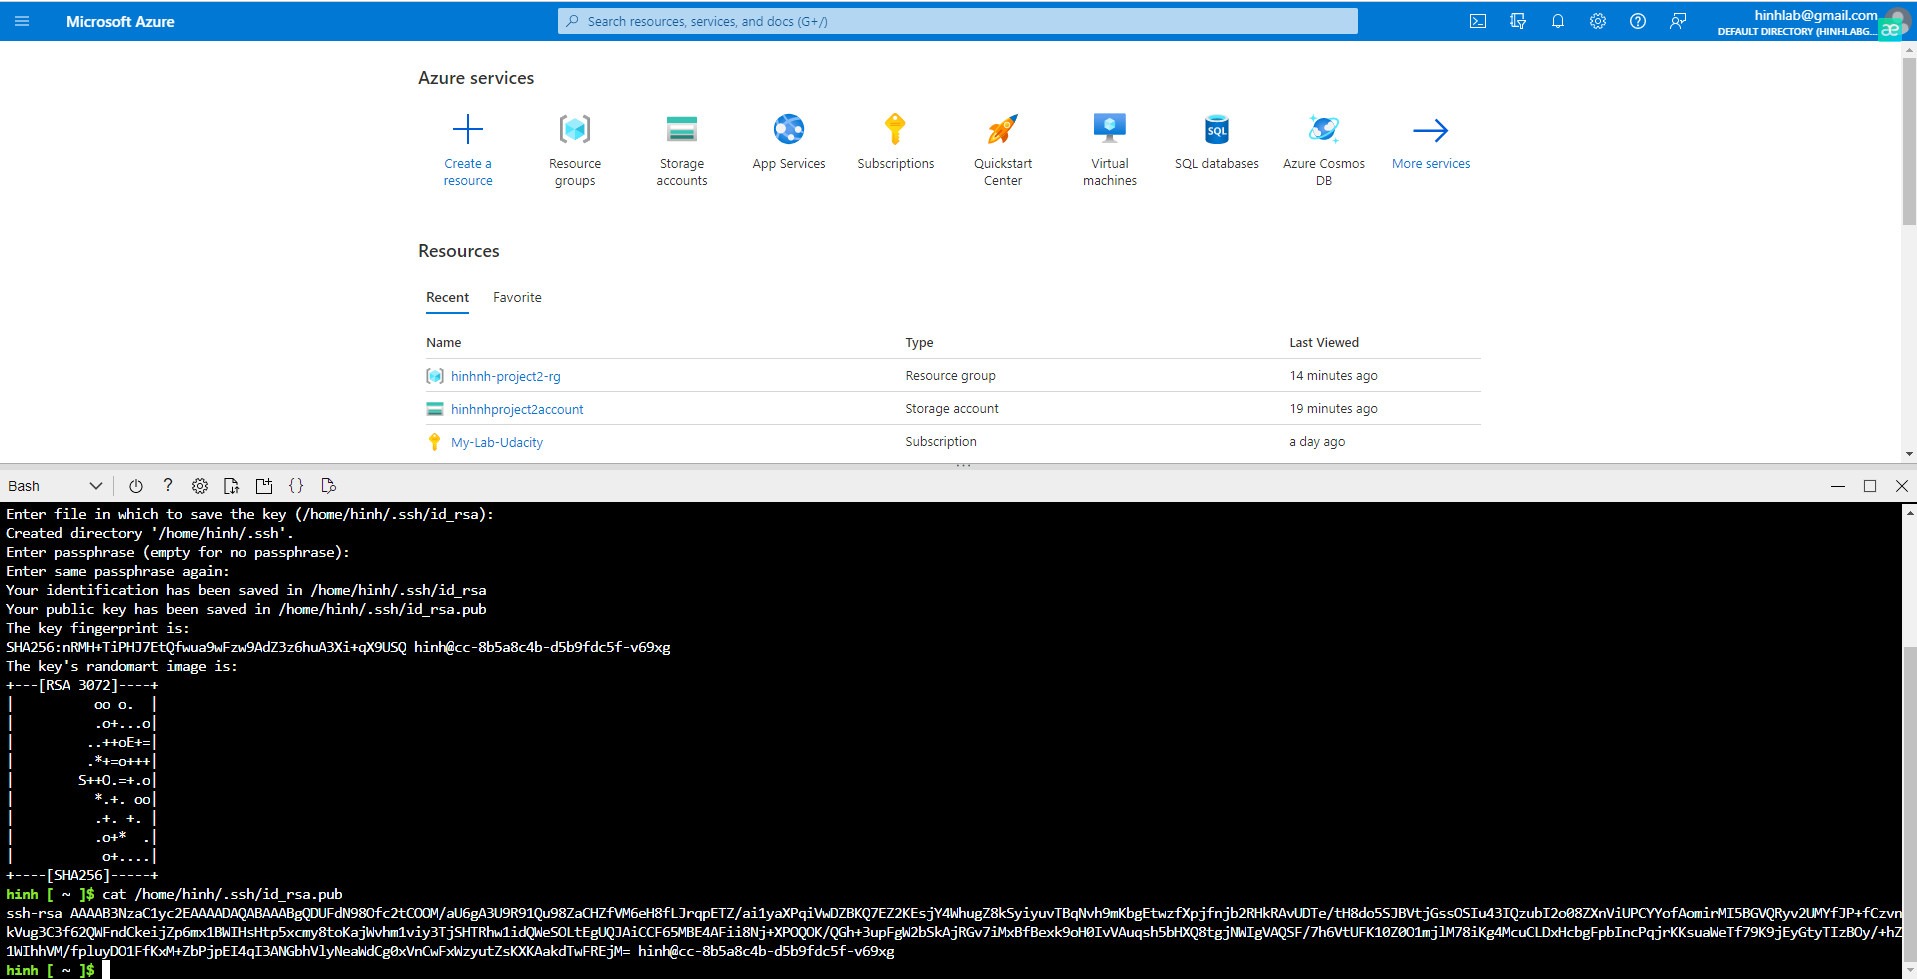 Microsoft Azure
Search resources, services, and docs (G+/)
hinhlab@gmail.com
DEFAULT DIRECTORY (HINHLABG...
æ
Azure services
Create a resource
Resource groups
Storage accounts
App Services
Subscriptions
Quickstart Center
Virtual machines
SQL
SQL databases
Azure Cosmos DB
More services
Resources
Recent Favorite
Name Type Last Viewed
hinhnh-project2-rg Resource group 14 minutes ago
hinhnhproject2account Storage account 19 minutes ago
My-Lab-Udacity Subscription a day ago
Bash
Enter file in which to save the key (/home/hinh/.ssh/id_rsa):
Created directory '/home/hinh/.ssh'.
Enter passphrase (empty for no passphrase):
Enter same passphrase again:
Your identification has been saved in /home/hinh/.ssh/id_rsa
Your public key has been saved in /home/hinh/.ssh/id_rsa.pub
The key fingerprint is:
SHA256:nRMH+TiPHJ7EtQfwua9wFzw9AdZ3z6huA3Xi+qX9USQ hinh@cc-8b5a8c4b-d5b9fdc5f-v69xg
The key's randomart image is:
+---[RSA 3072]----+
|          oo o.  |
|          .o+...o|
|         ..++oE+=|
|         .*+=o+++|
|        S++O.=+.o|
|          *.+. oo|
|          .+. +. |
|          .o+*  .|
|           o+....|
+----[SHA256]-----+
hinh [ ~ ]$ cat /home/hinh/.ssh/id_rsa.pub
ssh-rsa AAAAB3NzaC1yc2EAAAADAQABAAABgQDUFdN98Ofc2tCOOM/aU6gA3U9R91Qu98ZaCHZfVM6eH8fLJrqpETZ/ai1yaXPqiVwDZBKQ7EZ2KEsjY4WhugZ8kSyiyuvTBqNvh9mKbgEtwzfXpjfnjb2RHkRAvUDTe/tH8do5SJBVtjGssOSIu43IQzubI2o08ZXnViUPCYYofAomirMI5BGVQRyv2UMYfJP+fCzvn
kVug3C3f62QWFndCkeijZp6mx1BWIHsHtp5xcmy8toKajWvhm1viy3TjSHTRhw1idQWeSOLtEgUQJAiCCF65MBE4AFii8Nj+XPOQOK/QGh+3upFgW2bSkAjRGv7iMxBfBexk9oH0IvVAuqsh5bHXQ8tgjNWIgVAQSF/7h6VtUFK10Z0O1mjlM78iKg4McuCLDxHcbgFpbIncPqjrKKsuaWeTf79K9jEyGtyTIzBOy/+hZ
1WIhhVM/fpluyDO1FfKxM+ZbPjpEI4qI3ANGbhVlyNeaWdCg0xVnCwFxWzyutZsKXKAakdTwFREjM= hinh@cc-8b5a8c4b-d5b9fdc5f-v69xg
hinh [ ~ ]$